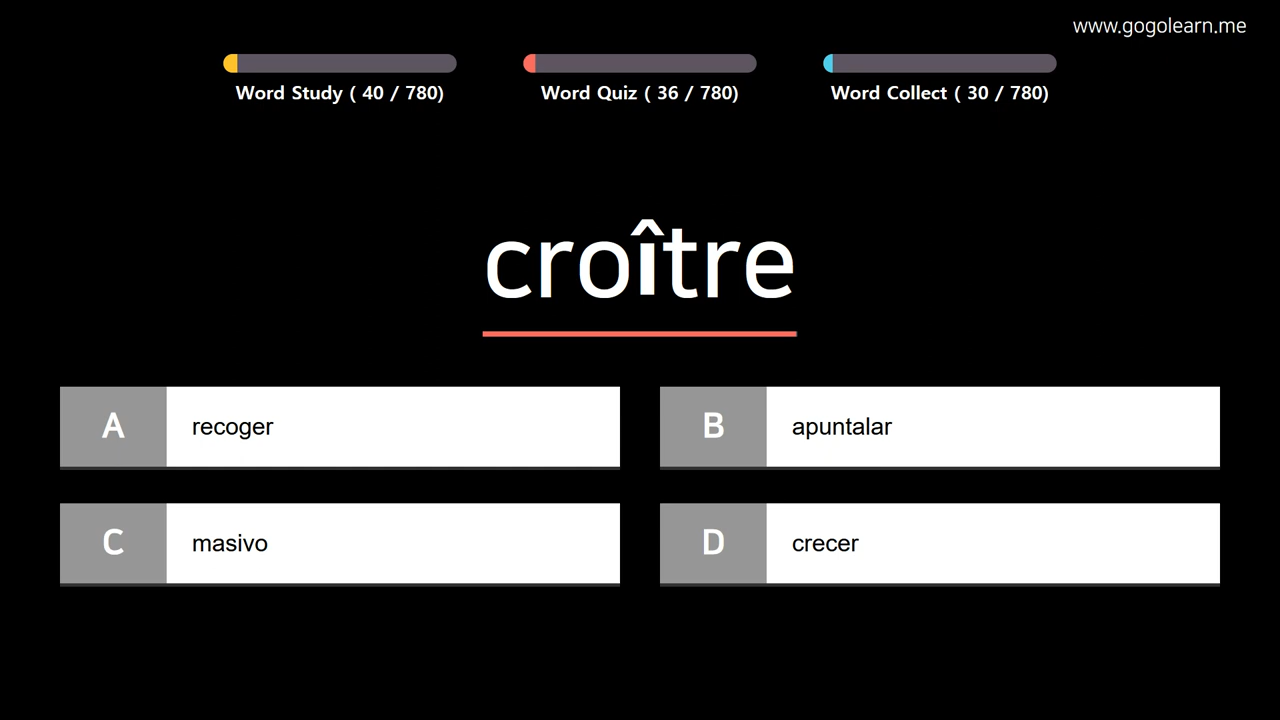 www.gogolearn.me
Word Study ( 40 / 780)
Word Quiz ( 36 / 780)
Word Collect ( 30 / 780)
croître
A recoger
B apuntalar
C masivo
D crecer